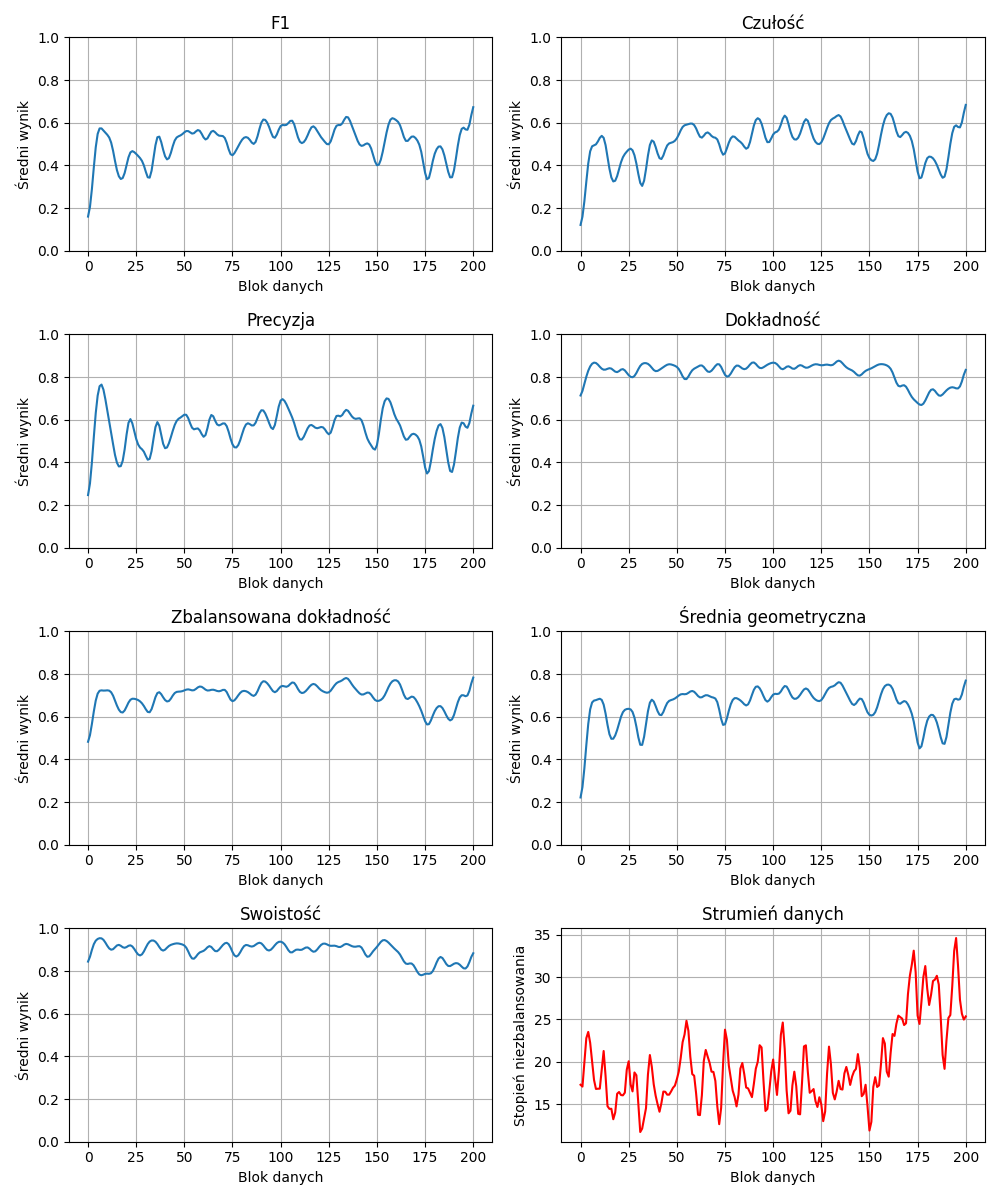 F1
Średni wynik
1.0
0.8
0.6
0.4
0.2
0.0
0 25 50 75 100 125 150 175 200
Blok danych
Czułość
Średni wynik
1.0
0.8
0.6
0.4
0.2
0.0
0 25 50 75 100 125 150 175 200
Blok danych
Precyzja
Średni wynik
1.0
0.8
0.6
0.4
0.2
0.0
0 25 50 75 100 125 150 175 200
Blok danych
Dokładność
Średni wynik
1.0
0.8
0.6
0.4
0.2
0.0
0 25 50 75 100 125 150 175 200
Blok danych
Zbalansowana dokładność
Średni wynik
1.0
0.8
0.6
0.4
0.2
0.0
0 25 50 75 100 125 150 175 200
Blok danych
Średnia geometryczna
Średni wynik
1.0
0.8
0.6
0.4
0.2
0.0
0 25 50 75 100 125 150 175 200
Blok danych
Swoistość
Średni wynik
1.0
0.8
0.6
0.4
0.2
0.0
0 25 50 75 100 125 150 175 200
Blok danych
Strumień danych
Stopień niezbalansowania
35
30
25
20
15
0 25 50 75 100 125 150 175 200
Blok danych